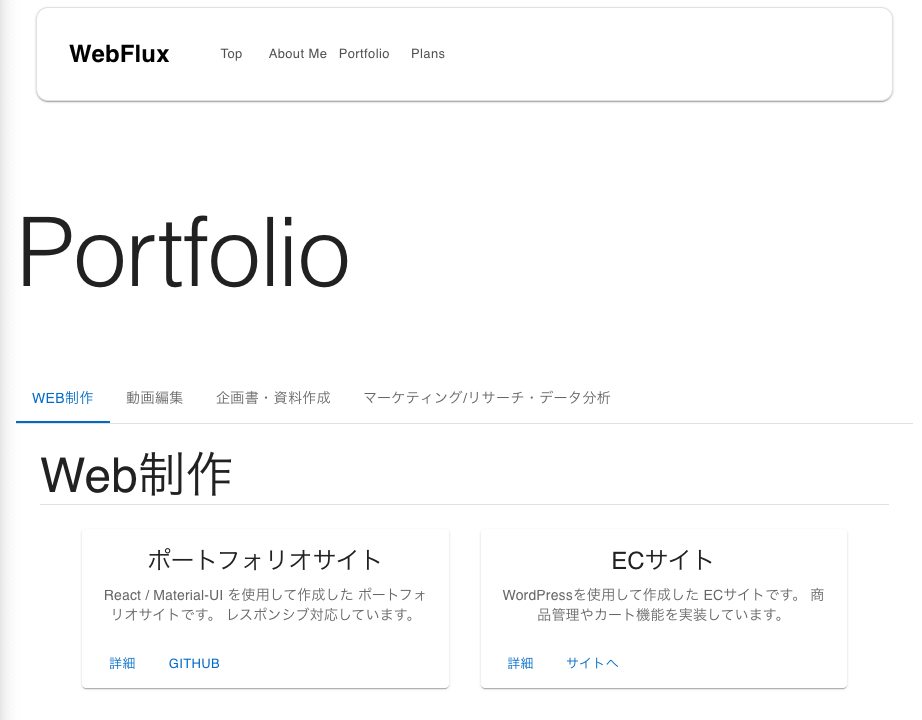 WebFlux Top About Me Portfolio Plans
Portfolio
WEB制作 動画編集 企画書・資料作成 マーケティング/リサーチ・データ分析
Web制作
ポートフォリオサイト
React / Material-UI を使用して作成した ポートフォ
リオサイトです。 レスポンシブ対応しています。
詳細 GITHUB
ECサイト
WordPressを使用して作成した ECサイトです。 商
品管理やカート機能を実装しています。
詳細 サイトへ